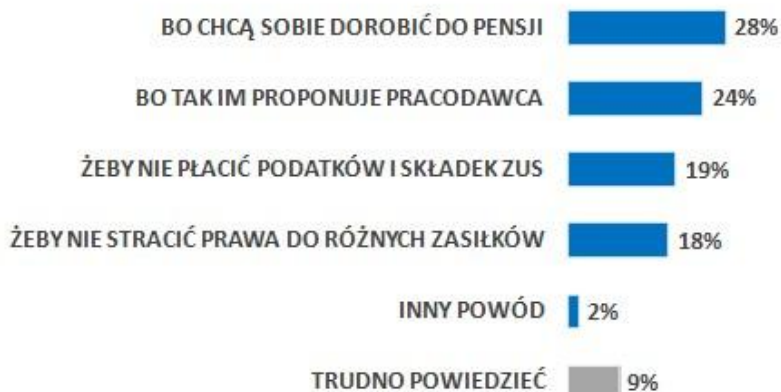 BO CHCĄ SOBIE DOROBIĆ DO PENSJI 28%
BO TAK IM PROPONUJE PRACODAWCA 24%
ŻEBY NIE PŁACIĆ PODATKÓW I SKŁADEK ZUS 19%
ŻEBY NIE STRACIĆ PRAWA DO RÓŻNYCH ZASIŁKÓW 18%
INNY POWÓD 2%
TRUDNO POWIEDZIEĆ 9%